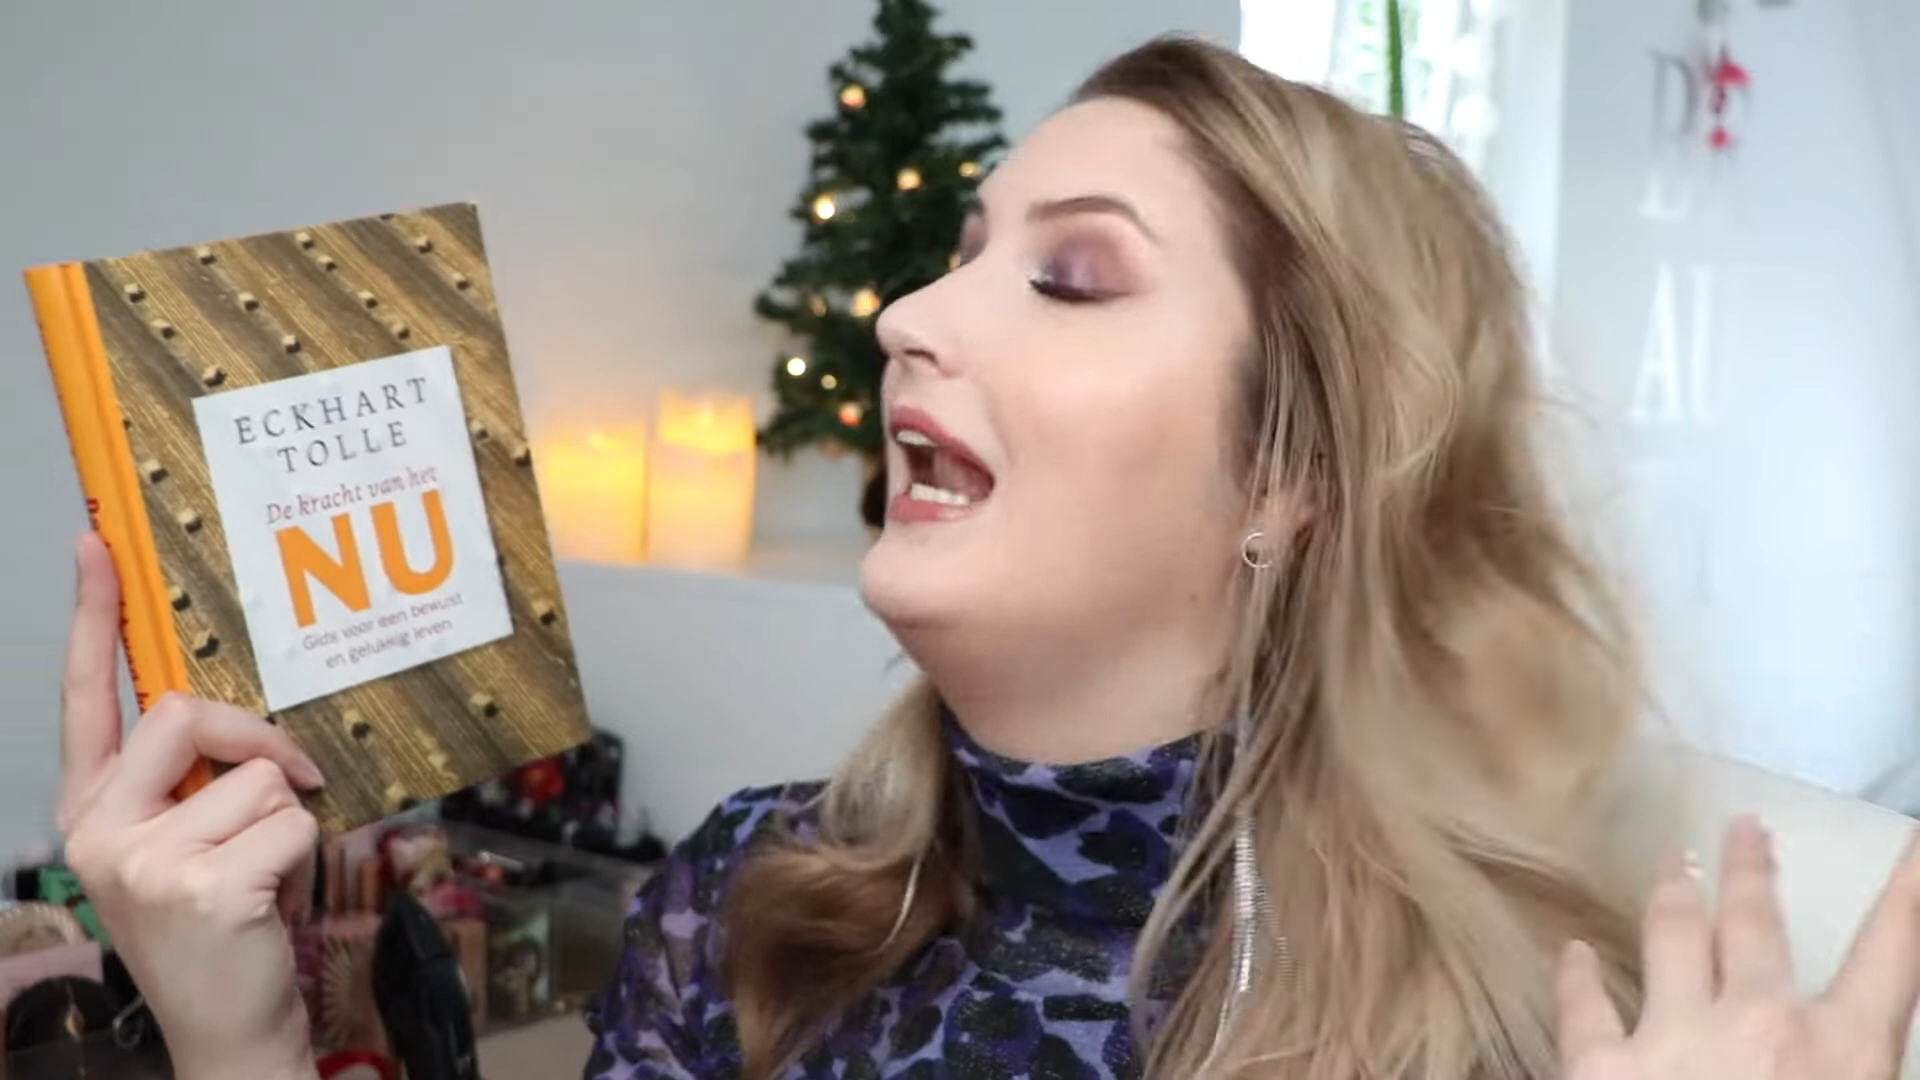 ECKHART
TOLLE
De kracht van het
NU
Gids voor een bewust
en gelukkig leven